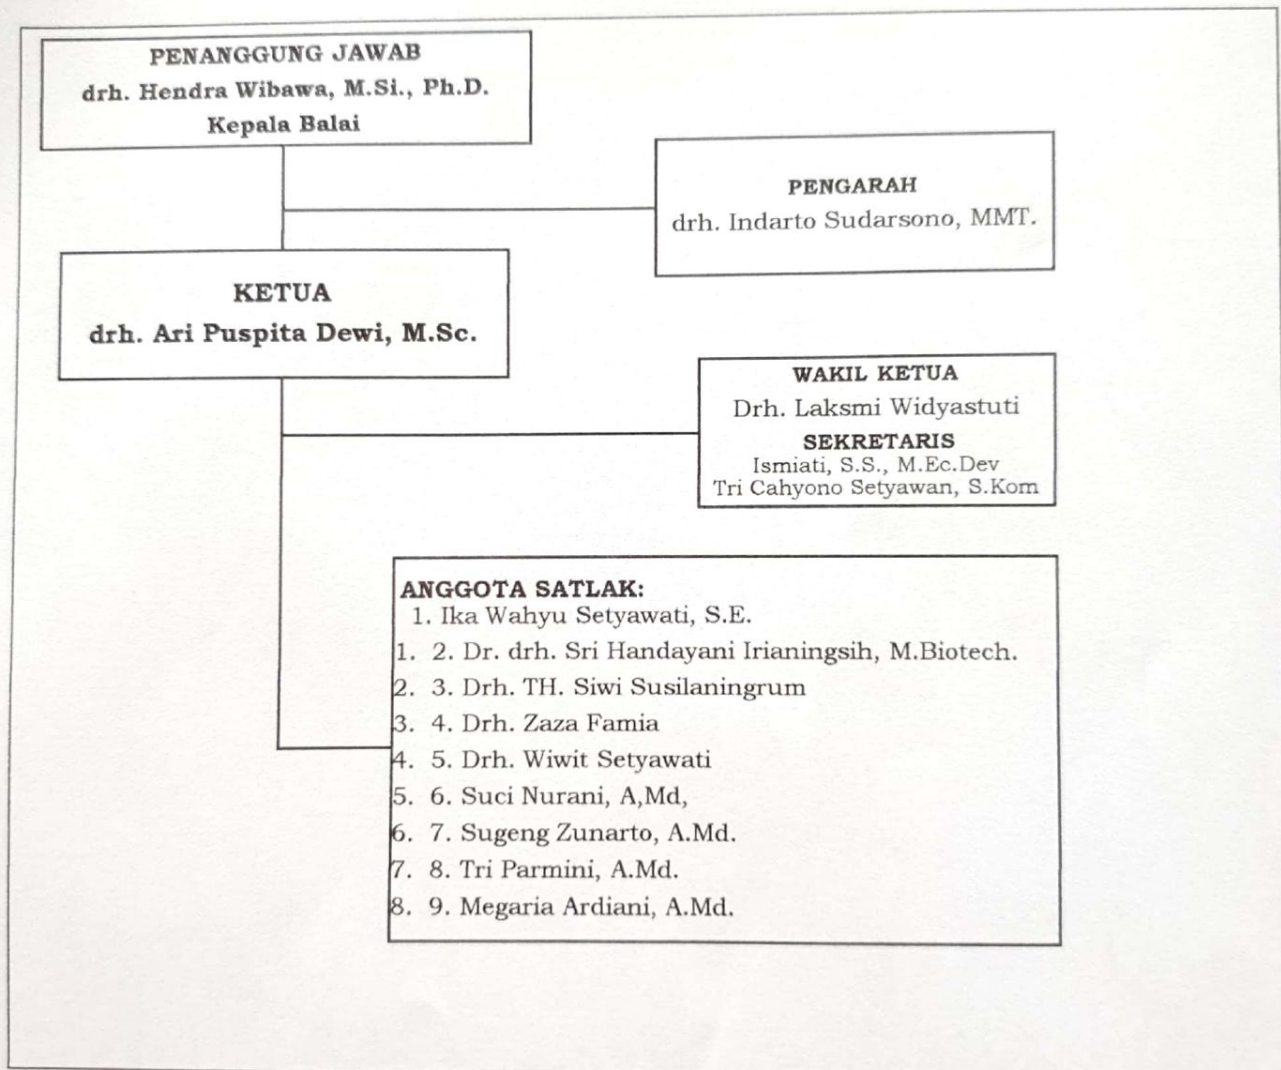 PENANGGUNG JAWAB
drh. Hendra Wibawa, M.Si., Ph.D.
Kepala Balai
PENGARAH
drh. Indarto Sudarsono, MMT.
KETUA
drh. Ari Puspita Dewi, M.Sc.
WAKIL KETUA
Drh. Laksmi Widyastuti
SEKRETARIS
Ismiati, S.S., M.Ec.Dev
Tri Cahyono Setyawan, S.Kom
ANGGOTA SATLAK:
1. Ika Wahyu Setyawati, S.E.
1. 2. Dr. drh. Sri Handayani Irianingsih, M.Biotech.
2. 3. Drh. TH. Siwi Susilaningrum
3. 4. Drh. Zaza Famia
4. 5. Drh. Wiwit Setyawati
5. 6. Suci Nurani, A,Md,
6. 7. Sugeng Zunarto, A.Md.
7. 8. Tri Parmini, A.Md.
8. 9. Megaria Ardiani, A.Md.